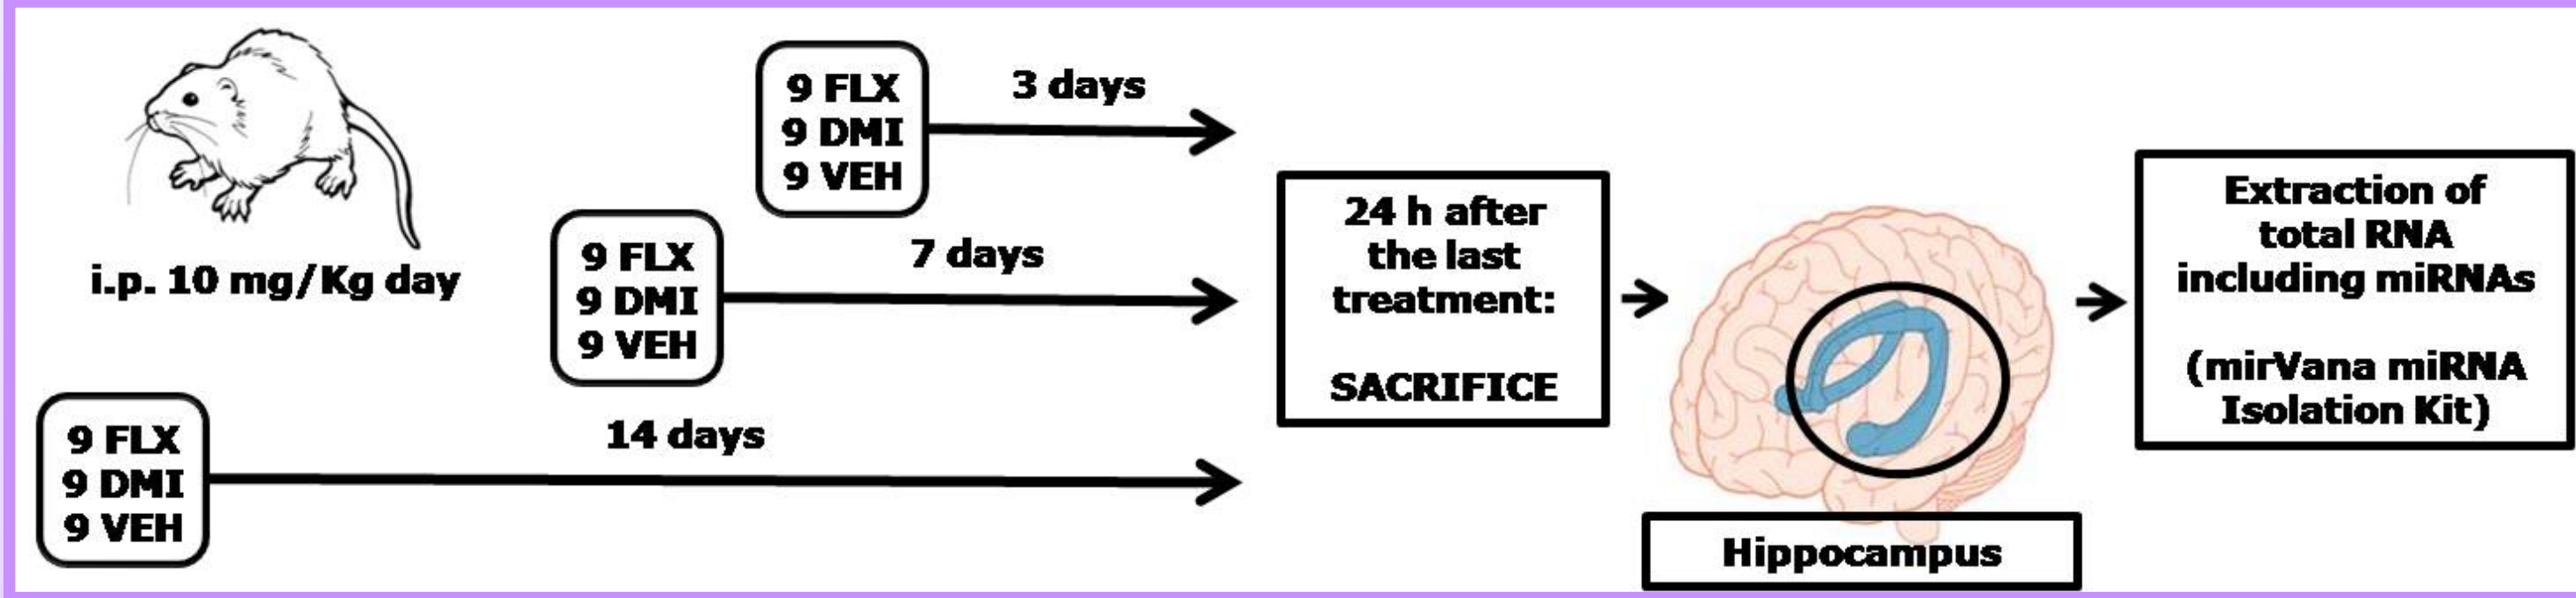 i.p. 10 mg/Kg day
9 FLX
9 DMI
9 VEH
3 days
9 FLX
9 DMI
9 VEH
7 days
9 FLX
9 DMI
9 VEH
14 days
24 h after
the last
treatment:
SACRIFICE
Hippocampus
Extraction of
total RNA
including miRNAs
(mirVana miRNA
Isolation Kit)